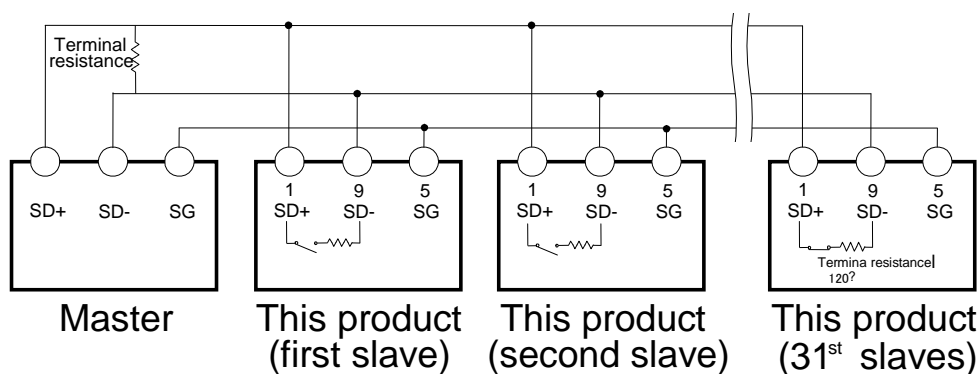 Terminal
resistance
1 9 5 1 9 5 1 9 5
SD+ SD- SG SD+ SD- SG SD+ SD- SG SD+ SD- SG
Termina resistancel
120?
Master This product This product This product
(first slave) (second slave) (31st slaves)